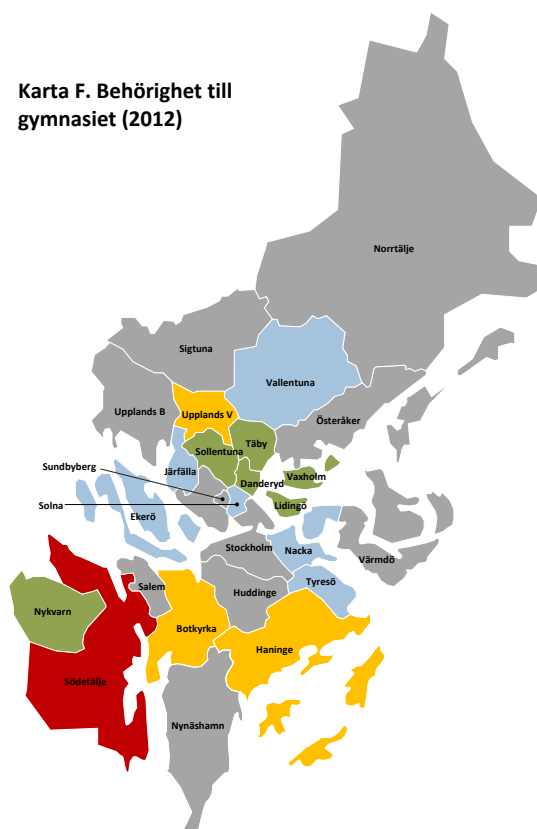 Karta F. Behörighet till
gymnasiet (2012)
Norrtälje
Sigtuna
Vallentuna
Upplands B
Upplands V
Österåker
Täby
Sollentuna
Sundbyberg
Järfälla
Danderyd
Vaxholm
Solna
Ekerö
Lidingö
Stockholm
Nacka
Värmdö
Salem
Huddinge
Tyresö
Nykvarn
Botkyrka
Haninge
Södetälje
Nynäshamn